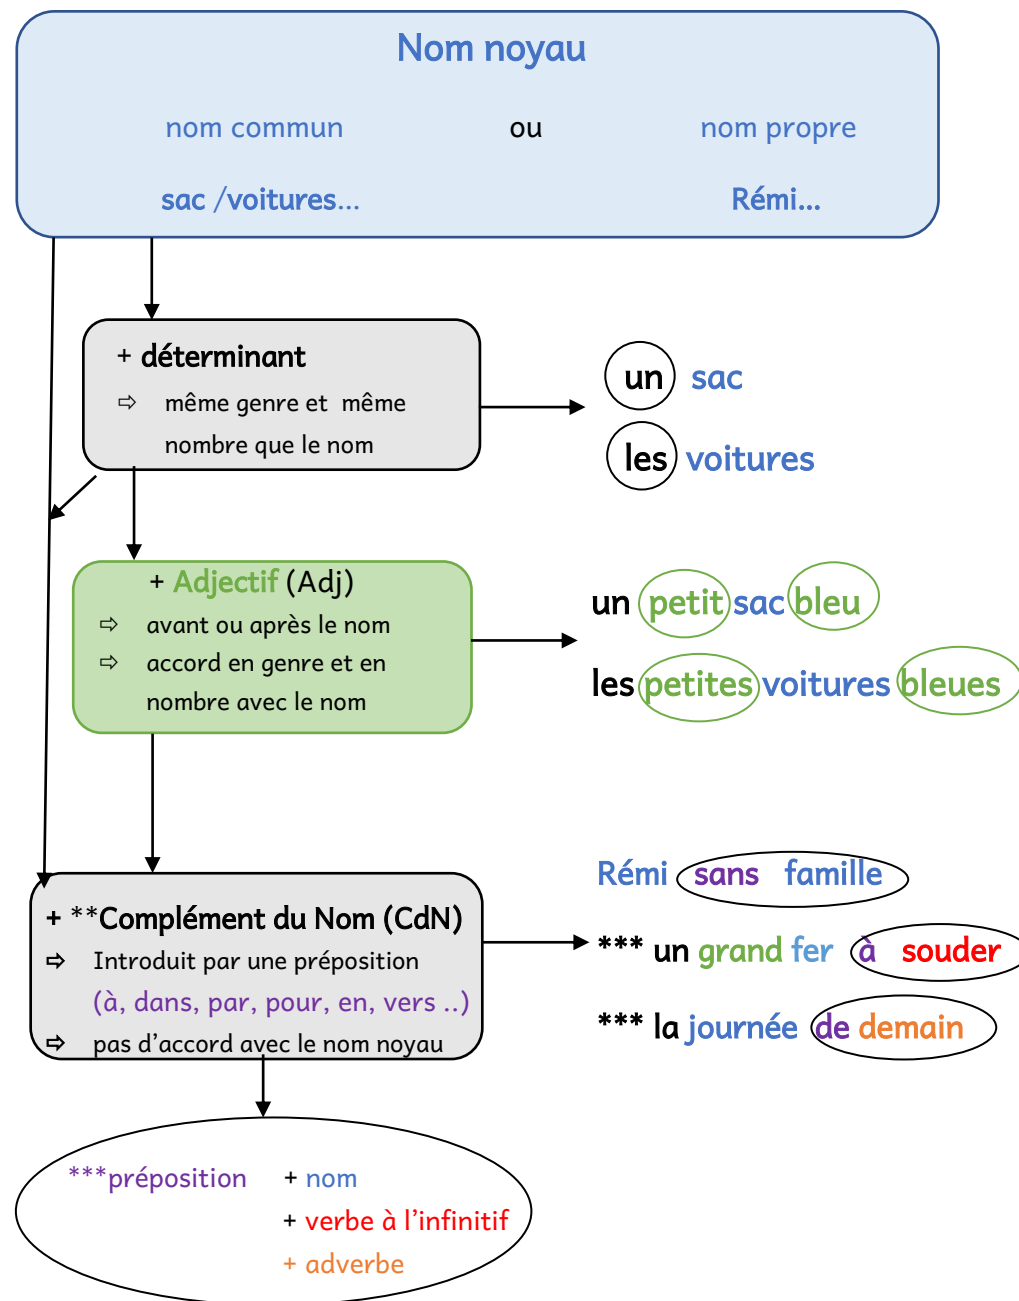 Nom noyau
nom commun ou nom propre
sac /voitures... Rémi...
+ déterminant
⇨ même genre et même
nombre que le nom
un sac
les voitures
+ Adjectif (Adj)
⇨ avant ou après le nom
⇨ accord en genre et en
nombre avec le nom
un petit sac bleu
les petites voitures bleues
+ **Complément du Nom (CdN)
⇨ Introduit par une préposition
(à, dans, par, pour, en, vers ..)
⇨ pas d'accord avec le nom noyau
Rémi sans famille
*** un grand fer à souder
*** la journée de demain
***préposition + nom
+ verbe à l'infinitif
+ adverbe